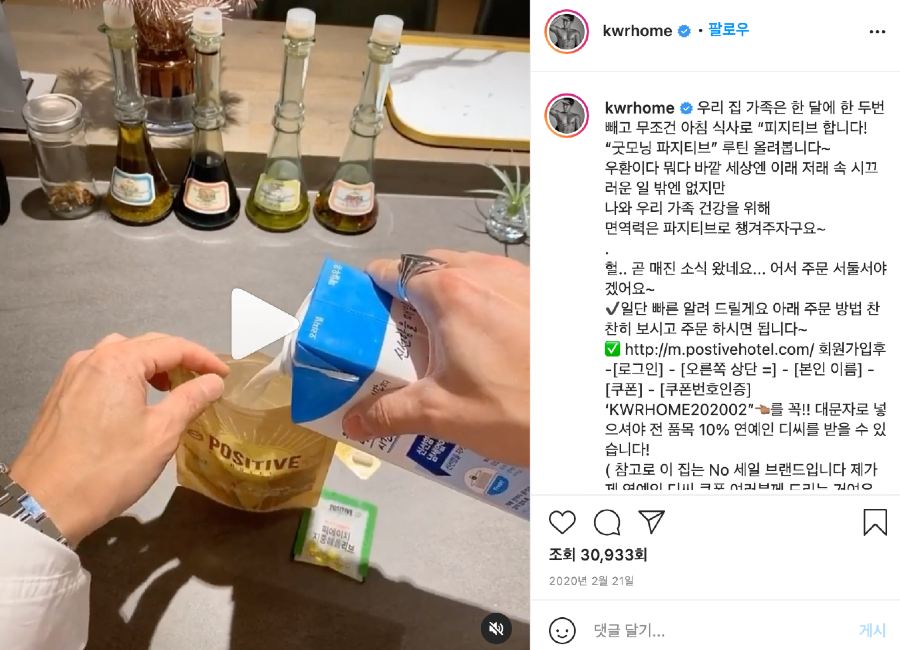 kwrhome • 팔로우
kwrhome 우리 집 가족은 한 달에 한 두번
빼고 무조건 아침 식사로 “피지티브 합니다!
“굿모닝 파지티브” 루틴 올려봅니다~
우환이다 뭐다 바깥 세상엔 이래 저래 속 시끄
러운 일 밖엔 없지만
나와 우리 가족 건강을 위해
면역력은 파지티브로 챙겨주자구요~
.
헐.. 곧 매진 소식 왔네요... 어서 주문 서둘서야
겠어요~
✔일단 빠른 알려 드릴게요 아래 주문 방법 찬
찬히 보시고 주문 하시면 됩니다~
✅ http://m.postivehotel.com/ 회원가입후
-[로그인] - [오른쪽 상단 =] - [본인 이름] -
[쿠폰] - [쿠폰번호인증]
‘KWRHOME202002”👈🏽를 꼭!! 대문자로 넣
으셔야 전 품목 10% 연예인 디씨를 받을 수 있
습니다!
( 참고로 이 집는 No 세일 브랜드입니다 제가
조회 30,933회
2020년 2월 21일
댓글 달기...
게시
POSITIVE